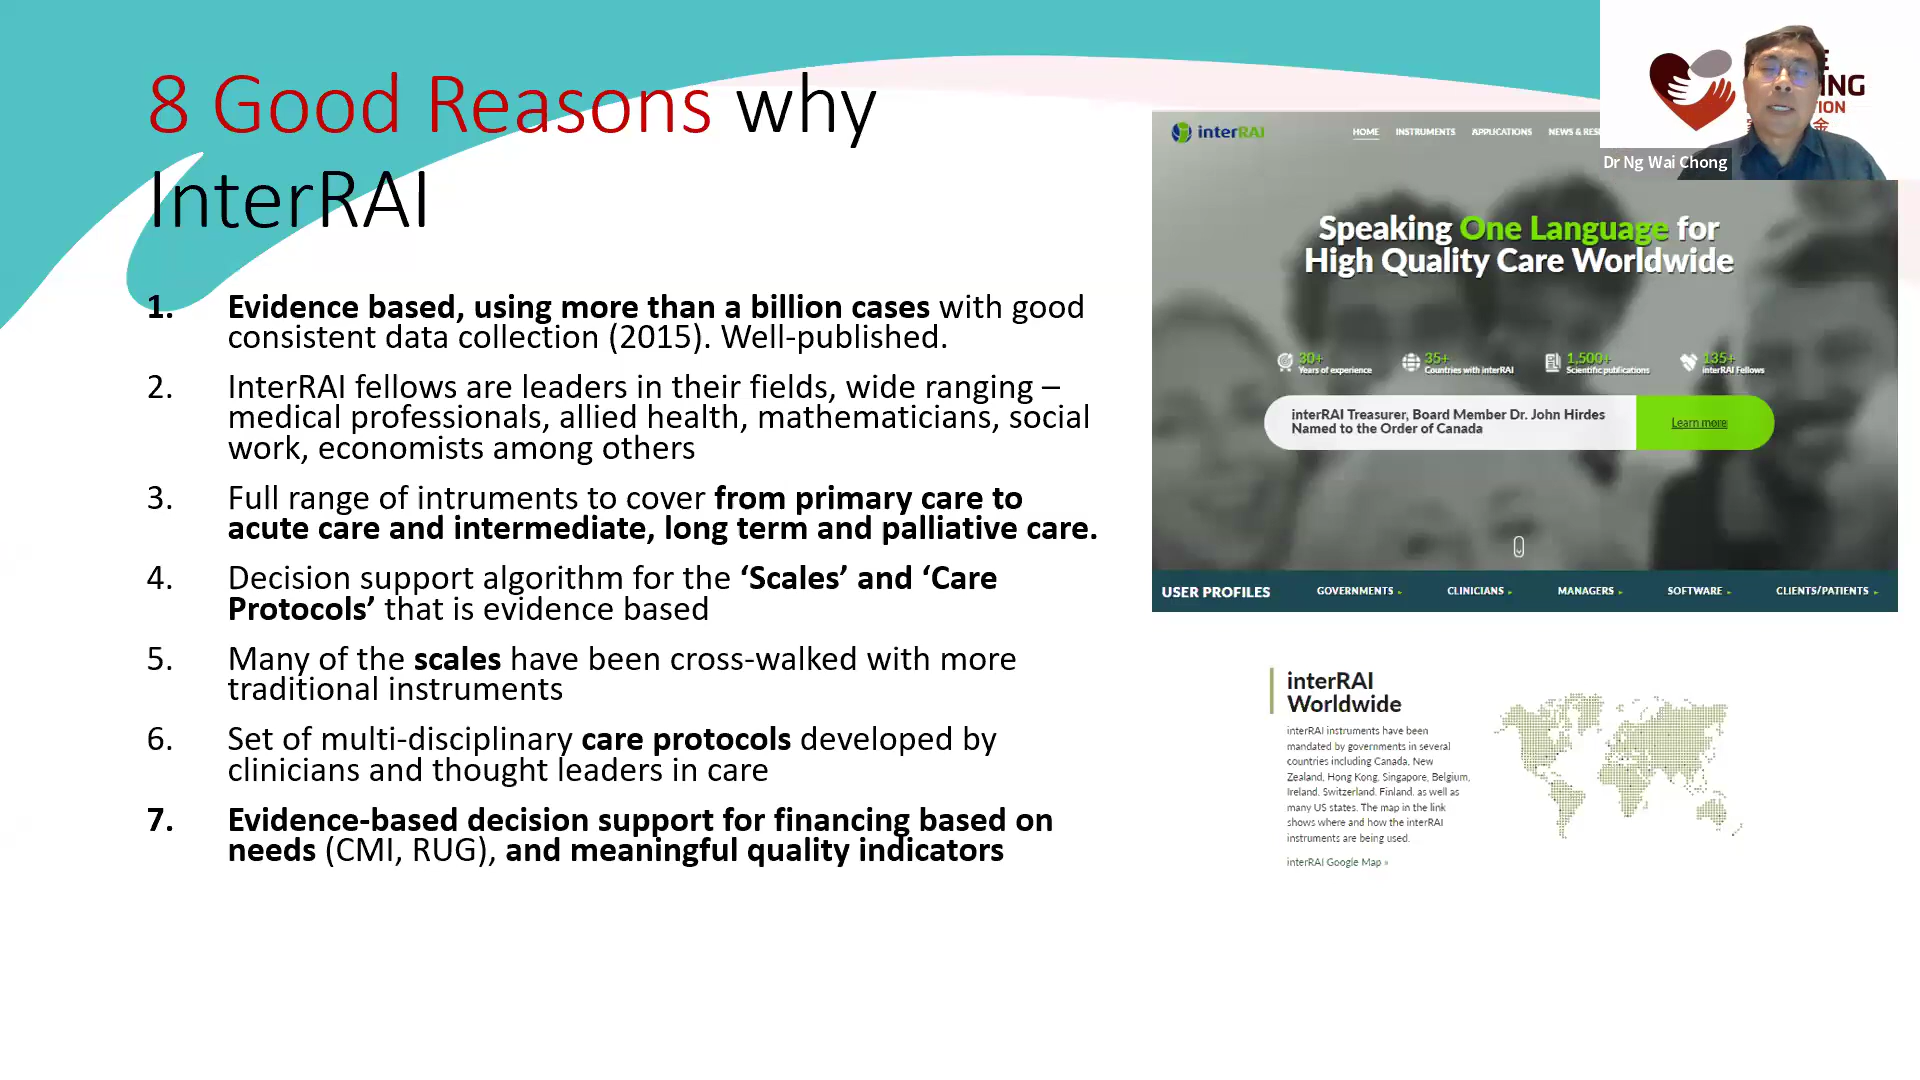 8 Good Reasons why
InterRAI
1. Evidence based, using more than a billion cases with good
consistent data collection (2015). Well-published.
2. InterRAI fellows are leaders in their fields, wide ranging –
medical professionals, allied health, mathematicians, social
work, economists among others
3. Full range of intruments to cover from primary care to
acute care and intermediate, long term and palliative care.
4. Decision support algorithm for the ‘Scales’ and ‘Care
Protocols’ that is evidence based
5. Many of the scales have been cross-walked with more
traditional instruments
6. Set of multi-disciplinary care protocols developed by
clinicians and thought leaders in care
7. Evidence-based decision support for financing based on
needs (CMI, RUG), and meaningful quality indicators
interRAI
HOME INSTRUMENTS APPLICATIONS NEWS &
Dr Ng Wai Chong
Speaking One Language for
High Quality Care Worldwide
30+ 35+ 1,500+ 135+
Years of experience Countries with interRAI Scientific publications interRAI Fellows
interRAI Treasurer, Board Member Dr. John Hirdes
Named to the Order of Canada
Learn more
USER PROFILES GOVERNMENTS CLINICIANS MANAGERS SOFTWARE CLIENTS/PATIENTS
interRAI
Worldwide
interRAI instruments have been
mandated by governments in several
countries including Canada, New
Zealand, Hong Kong, Singapore, Belgium,
Ireland, Switzerland, Finland, as well as
many US states. The map in the link
shows where and how the interRAI
instruments are being used.
interRAI Google Map »